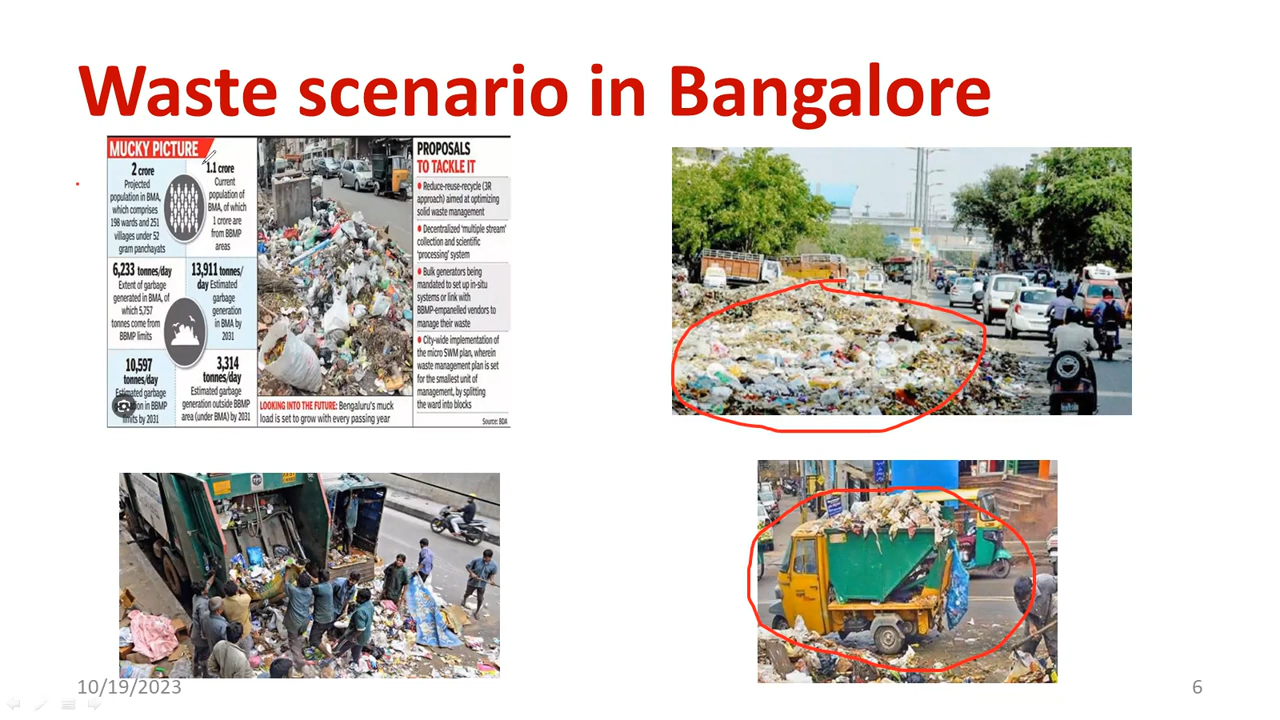 Waste scenario in Bangalore
MUCKY PICTURE
2 crore
Projected
population in BMA,
which comprises
198 wards and 251
villages under 52
gram panchayats
1.1 crore
Current
population of
BMA, of which
1 crore are
from BBMP
areas
6,233 tonnes/day
Extent of garbage
generated in BMA, of
which 5,757
tonnes come from
BBMP limits
13,911 tonnes/
day Estimated
garbage
generation
in BMA by
2031
10,597
tonnes/day
Estimated garbage
in BBMP
limits by 2031
3,314
tonnes/day
Estimated garbage
generation outside BBMP
area (under BMA) by 2031
LOOKING INTO THE FUTURE: Bengaluru's muck
load is set to grow with every passing year
PROPOSALS
TO TACKLE IT
• Reduce-reuse-recycle (3R
approach) aimed at optimizing
solid waste management
• Decentralized 'multiple stream'
collection and scientific
'processing' system
• Bulk generators being
mandated to set up in-situ
systems or link with
BBMP-empanelled vendors to
manage their waste
• City-wide implementation of
the micro SWM plan, wherein
waste management plan is set
for the smallest unit of
management, by splitting
the ward into blocks
Source: BDA
10/19/2023
6